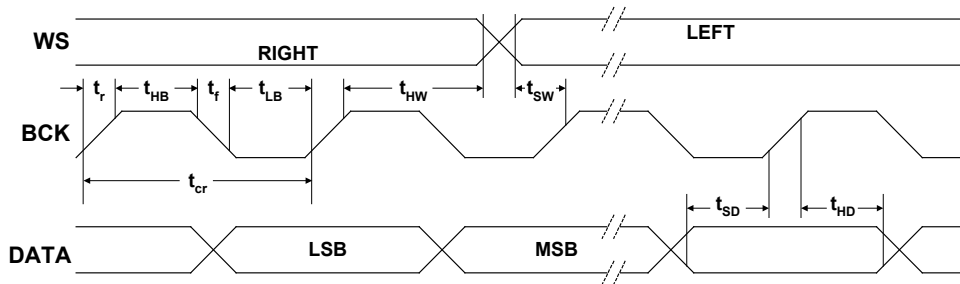 WS
RIGHT
LEFT
t_r
t_HB
t_f
t_LB
t_HW
t_SW
BCK
t_cr
t_SD
t_HD
DATA
LSB
MSB